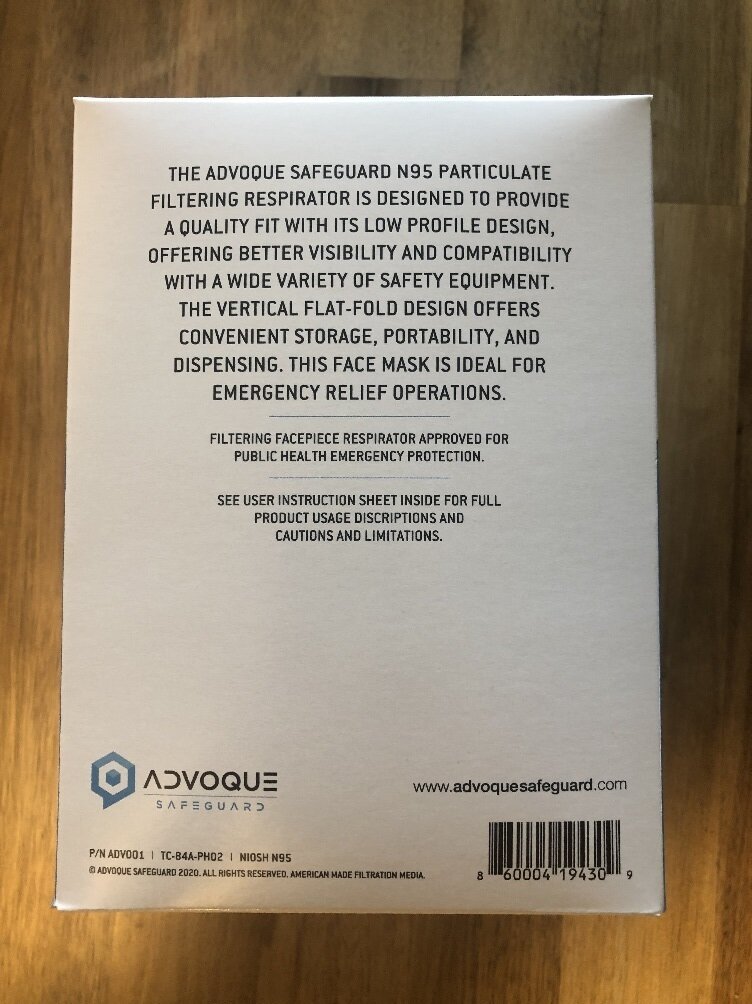 THE ADVOQUE SAFEGUARD N95 PARTICULATE
FILTERING RESPIRATOR IS DESIGNED TO PROVIDE
A QUALITY FIT WITH ITS LOW PROFILE DESIGN,
OFFERING BETTER VISIBILITY AND COMPATIBILITY
WITH A WIDE VARIETY OF SAFETY EQUIPMENT.
THE VERTICAL FLAT-FOLD DESIGN OFFERS
CONVENIENT STORAGE, PORTABILITY, AND
DISPENSING. THIS FACE MASK IS IDEAL FOR
EMERGENCY RELIEF OPERATIONS.
FILTERING FACEPIECE RESPIRATOR APPROVED FOR
PUBLIC HEALTH EMERGENCY PROTECTION.
SEE USER INSTRUCTION SHEET INSIDE FOR FULL
PRODUCT USAGE DISCRIPTIONS AND
CAUTIONS AND LIMITATIONS.
ADVOQUE
SAFEGUARD
www.advoquesafeguard.com
P/N ADV001 | TC-84A-PH02 | NIOSH N95
© ADVOQUE SAFEGUARD 2020. ALL RIGHTS RESERVED. AMERICAN MADE FILTRATION MEDIA.
8 60004 19430 9